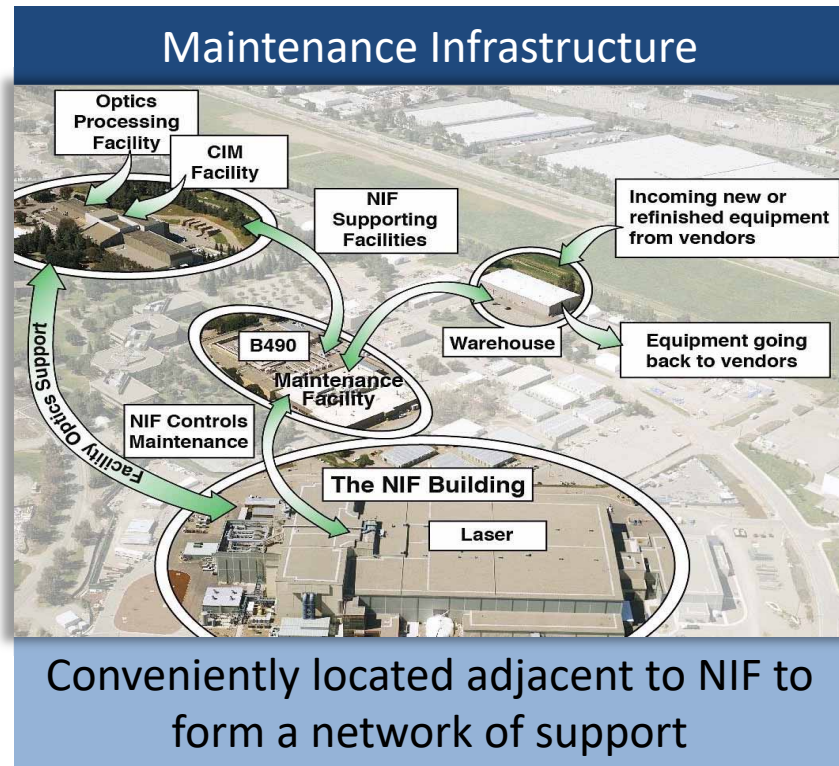 Maintenance Infrastructure
Optics
Processing
Facility
CIM
Facility
NIF
Supporting
Facilities
Incoming new or
refinished equipment
from vendors
B490
Maintenance
Facility
Warehouse
Equipment going
back to vendors
NIF Controls
Maintenance
Facility Optics Support
The NIF Building
Laser
Conveniently located adjacent to NIF to
form a network of support